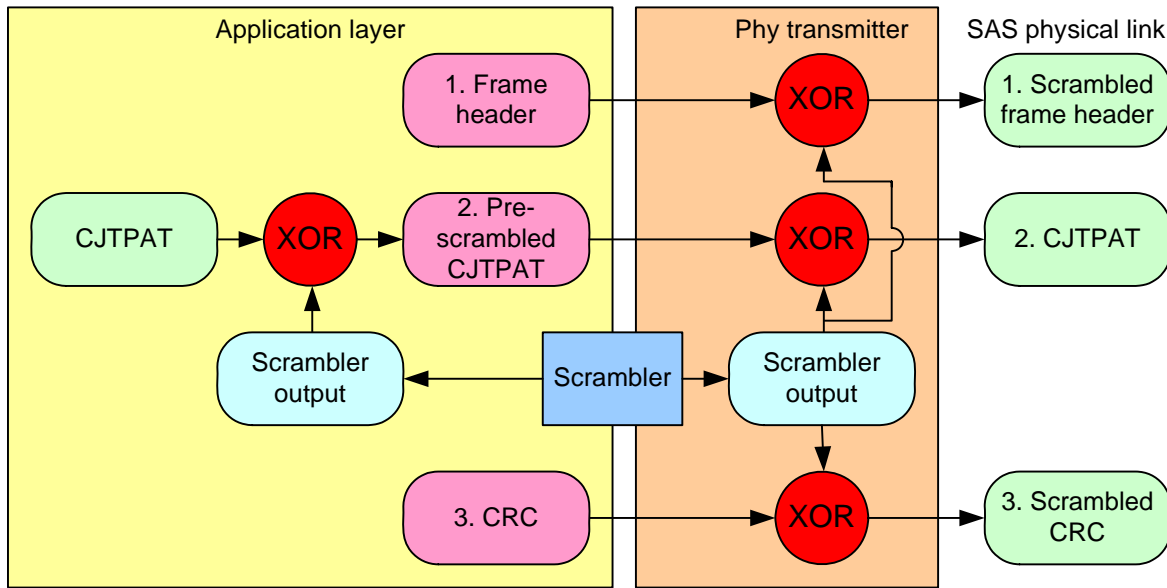 Application layer
Phy transmitter
SAS physical link
1. Frame
header
XOR
1. Scrambled
frame header
CJTPAT
XOR
2. Pre-
scrambled
CJTPAT
XOR
2. CJTPAT
Scrambler
output
Scrambler
Scrambler
output
3. CRC
XOR
3. Scrambled
CRC